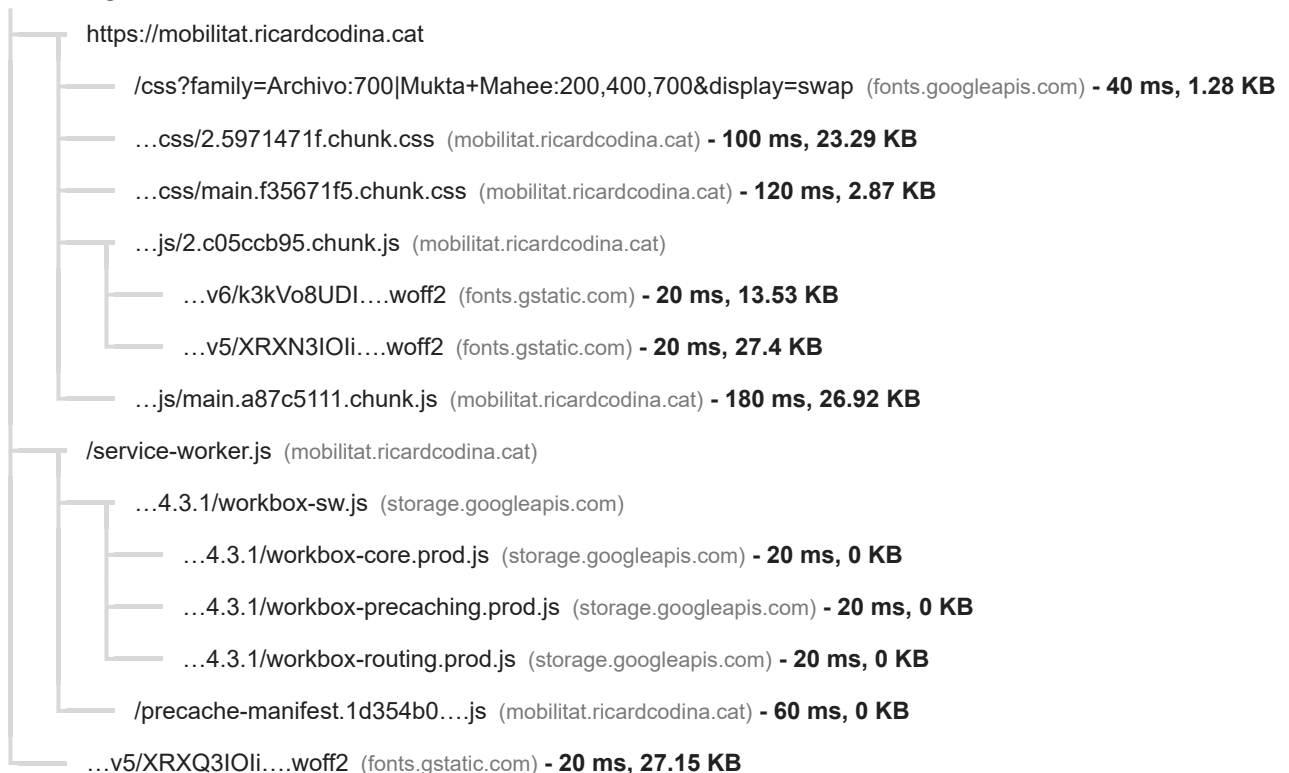 https://mobilitat.ricardcodina.cat
/css?family=Archivo:700|Mukta+Mahee:200,400,700&display=swap (fonts.googleapis.com) - 40 ms, 1.28 KB
…css/2.5971471f.chunk.css (mobilitat.ricardcodina.cat) - 100 ms, 23.29 KB
…css/main.f35671f5.chunk.css (mobilitat.ricardcodina.cat) - 120 ms, 2.87 KB
…js/2.c05ccb95.chunk.js (mobilitat.ricardcodina.cat)
…v6/k3kVo8UDI….woff2 (fonts.gstatic.com) - 20 ms, 13.53 KB
…v5/XRXN3IOIi….woff2 (fonts.gstatic.com) - 20 ms, 27.4 KB
…js/main.a87c5111.chunk.js (mobilitat.ricardcodina.cat) - 180 ms, 26.92 KB
/service-worker.js (mobilitat.ricardcodina.cat)
…4.3.1/workbox-sw.js (storage.googleapis.com)
…4.3.1/workbox-core.prod.js (storage.googleapis.com) - 20 ms, 0 KB
…4.3.1/workbox-precaching.prod.js (storage.googleapis.com) - 20 ms, 0 KB
…4.3.1/workbox-routing.prod.js (storage.googleapis.com) - 20 ms, 0 KB
/precache-manifest.1d354b0….js (mobilitat.ricardcodina.cat) - 60 ms, 0 KB
…v5/XRXQ3IOIi….woff2 (fonts.gstatic.com) - 20 ms, 27.15 KB